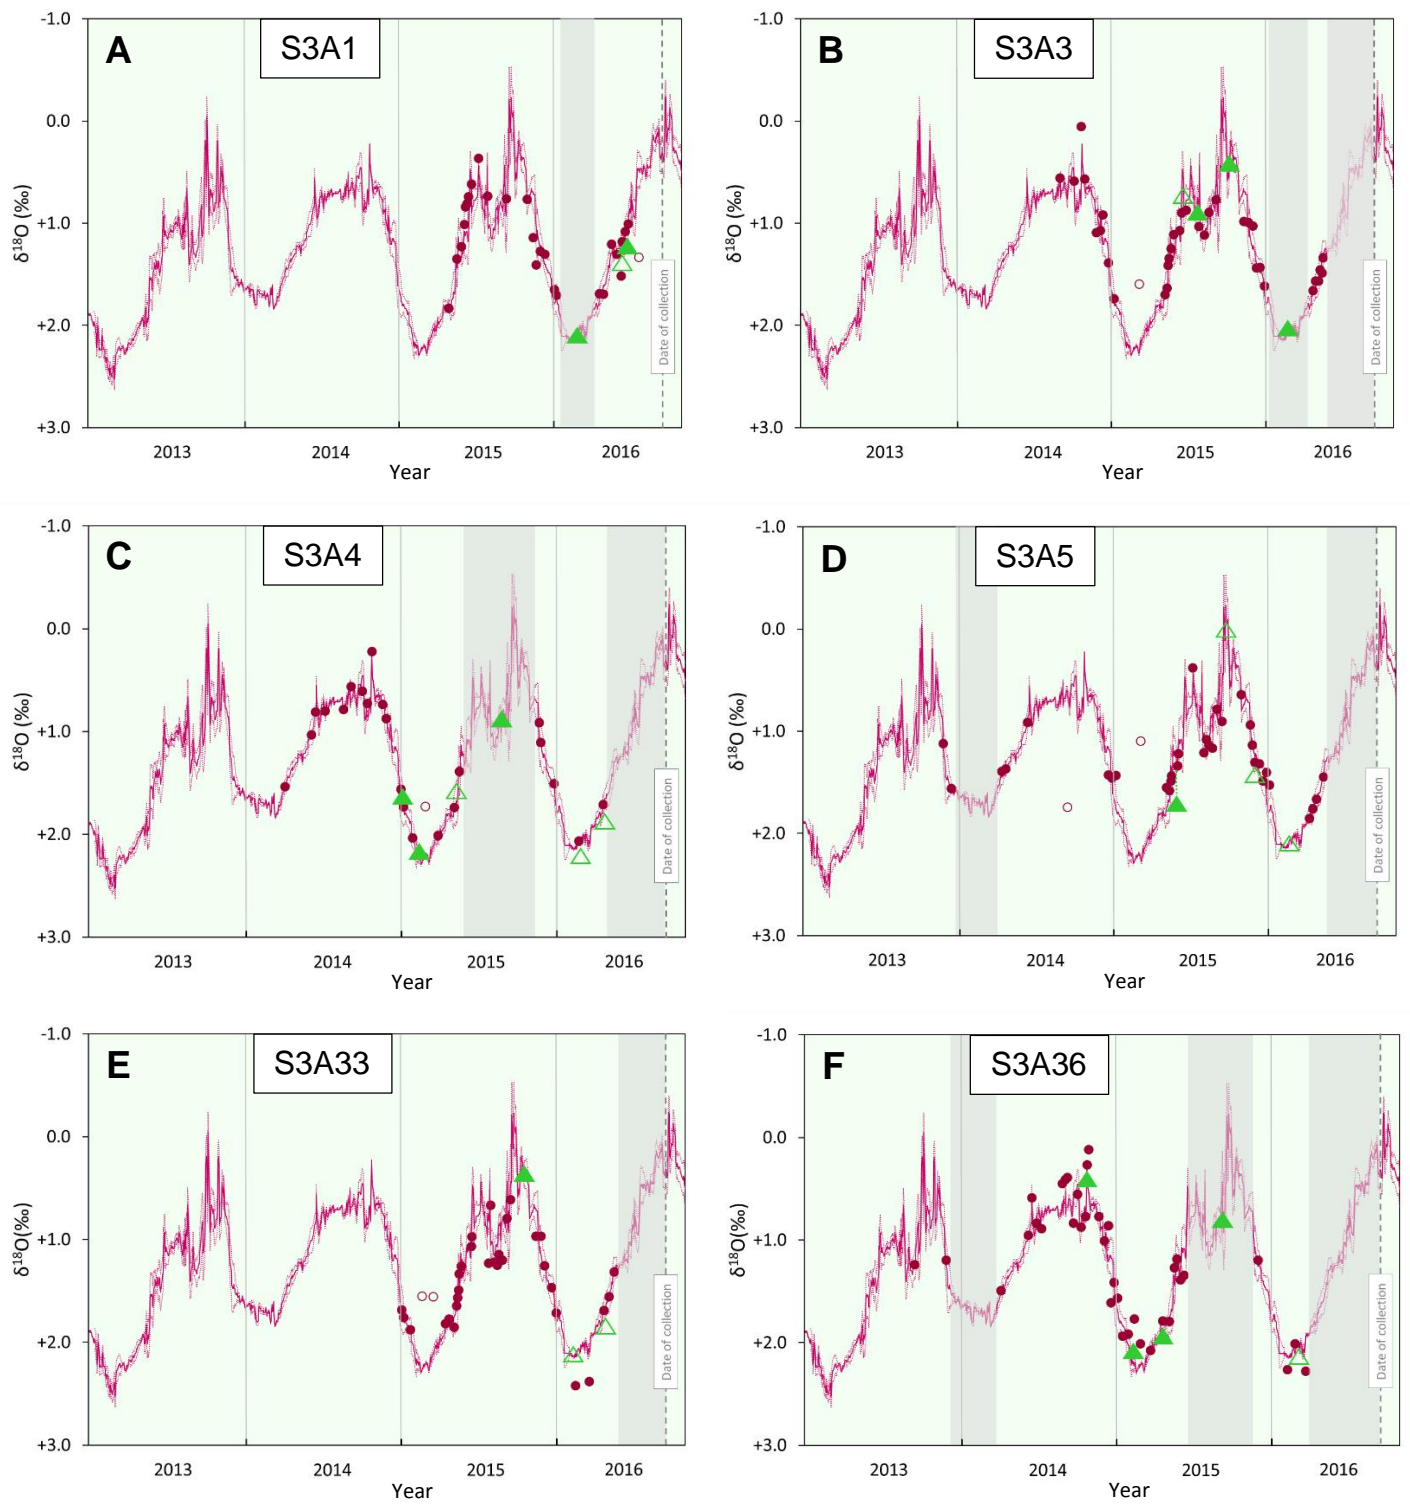 A
S3A1
-1.0
0.0
+1.0
+2.0
+3.0
δ¹⁸O (‰)
2013
2014
2015
2016
Year
Date of collection
B
S3A3
-1.0
0.0
+1.0
+2.0
+3.0
δ¹⁸O (‰)
2013
2014
2015
2016
Year
Date of collection
C
S3A4
-1.0
0.0
+1.0
+2.0
+3.0
δ¹⁸O (‰)
2013
2014
2015
2016
Year
Date of collection
D
S3A5
-1.0
0.0
+1.0
+2.0
+3.0
δ¹⁸O (‰)
2013
2014
2015
2016
Year
Date of collection
E
S3A33
-1.0
0.0
+1.0
+2.0
+3.0
δ¹⁸O(‰)
2013
2014
2015
2016
Year
Date of collection
F
S3A36
-1.0
0.0
+1.0
+2.0
+3.0
δ¹⁸O(‰)
2013
2014
2015
2016
Year
Date of collection